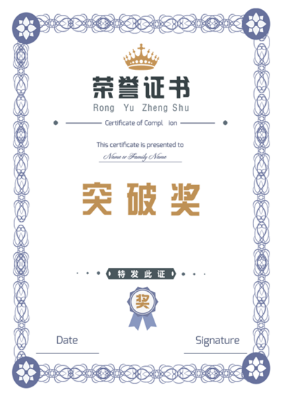 荣誉证书
Rong Yu Zheng Shu
Certificate of Compl ion
This certificate is presented to
Name or Family Name
突破奖
特发此证
奖
Date Signature